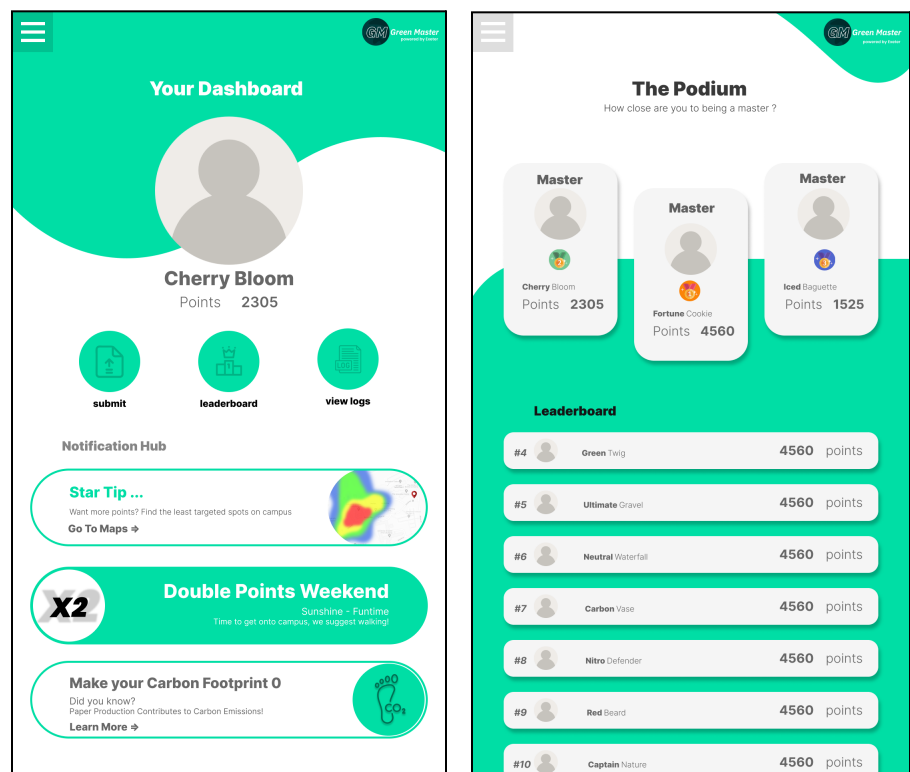 GM Green Master
powered by Exeter
Your Dashboard
Cherry Bloom
Points 2305
submit
leaderboard
LOG
view logs
Notification Hub
Star Tip ...
Want more points? Find the least targeted spots on campus
Go To Maps ⇒
X2
Double Points Weekend
Sunshine - Funtime
Time to get onto campus, we suggest walking!
Make your Carbon Footprint 0
Did you know?
Paper Production Contributes to Carbon Emissions!
Learn More ⇒
CO₂
GM Green Master
powered by Exeter
The Podium
How close are you to being a master ?
Master
Cherry Bloom
Points 2305
Master
Fortune Cookie
Points 4560
Master
Iced Baguette
Points 1525
Leaderboard
#4 Green Twig 4560 points
#5 Ultimate Gravel 4560 points
#6 Neutral Waterfall 4560 points
#7 Carbon Vase 4560 points
#8 Nitro Defender 4560 points
#9 Red Beard 4560 points
#10 Captain Nature 4560 points